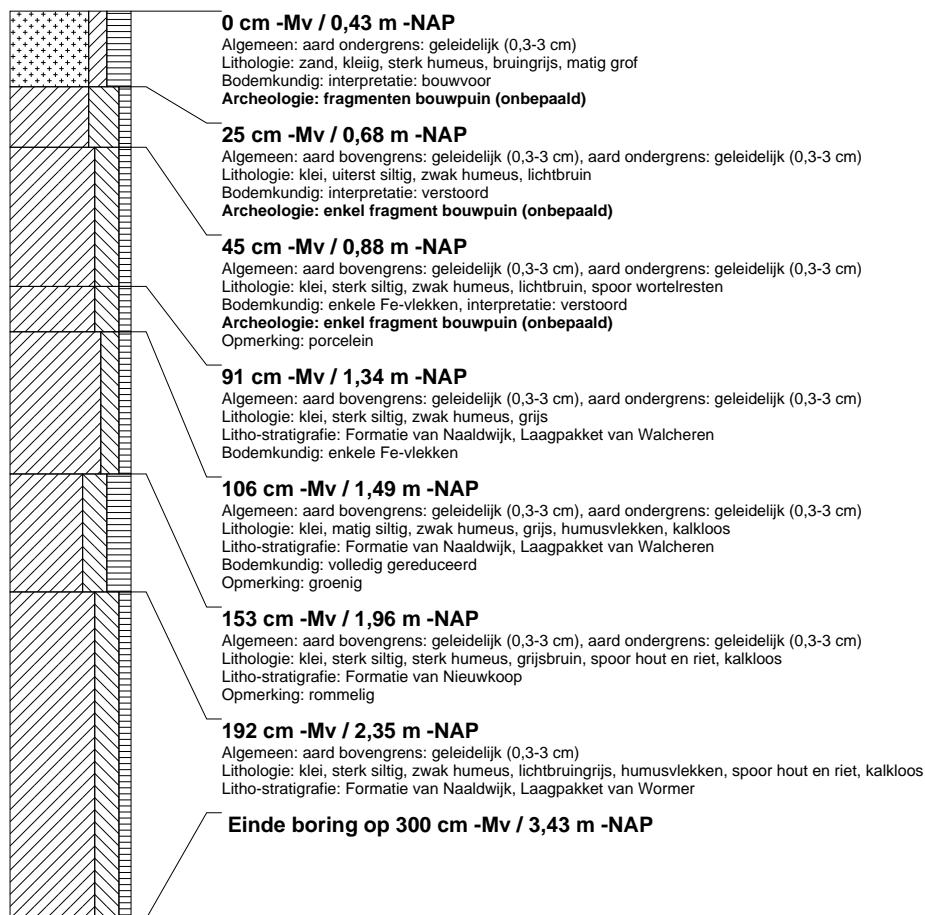 0 cm -Mv / 0,43 m -NAP
Algemeen: aard ondergrens: geleidelijk (0,3-3 cm)
Lithologie: zand, kleiig, sterk humeus, bruingrijs, matig grof
Bodemkundig: interpretatie: bouwvoor
Archeologie: fragmenten bouwpuin (onbepaald)
25 cm -Mv / 0,68 m -NAP
Algemeen: aard bovengrens: geleidelijk (0,3-3 cm), aard ondergrens: geleidelijk (0,3-3 cm)
Lithologie: klei, uiterst siltig, zwak humeus, lichtbruin
Bodemkundig: interpretatie: verstoord
Archeologie: enkel fragment bouwpuin (onbepaald)
45 cm -Mv / 0,88 m -NAP
Algemeen: aard bovengrens: geleidelijk (0,3-3 cm), aard ondergrens: geleidelijk (0,3-3 cm)
Lithologie: klei, sterk siltig, zwak humeus, lichtbruin, spoor wortelresten
Bodemkundig: enkele Fe-vlekken, interpretatie: verstoord
Archeologie: enkel fragment bouwpuin (onbepaald)
Opmerking: porcelein
91 cm -Mv / 1,34 m -NAP
Algemeen: aard bovengrens: geleidelijk (0,3-3 cm), aard ondergrens: geleidelijk (0,3-3 cm)
Lithologie: klei, sterk siltig, zwak humeus, grijs
Litho-stratigrafie: Formatie van Naaldwijk, Laagpakket van Walcheren
Bodemkundig: enkele Fe-vlekken
106 cm -Mv / 1,49 m -NAP
Algemeen: aard bovengrens: geleidelijk (0,3-3 cm), aard ondergrens: geleidelijk (0,3-3 cm)
Lithologie: klei, matig siltig, zwak humeus, grijs, humusvlekken, kalkloos
Litho-stratigrafie: Formatie van Naaldwijk, Laagpakket van Walcheren
Bodemkundig: volledig gereduceerd
Opmerking: groenig
153 cm -Mv / 1,96 m -NAP
Algemeen: aard bovengrens: geleidelijk (0,3-3 cm), aard ondergrens: geleidelijk (0,3-3 cm)
Lithologie: klei, sterk siltig, sterk humeus, grijsbruin, spoor hout en riet, kalkloos
Litho-stratigrafie: Formatie van Nieuwkoop
Opmerking: rommelig
192 cm -Mv / 2,35 m -NAP
Algemeen: aard bovengrens: geleidelijk (0,3-3 cm)
Lithologie: klei, sterk siltig, zwak humeus, lichtbruingrijs, humusvlekken, spoor hout en riet, kalkloos
Litho-stratigrafie: Formatie van Naaldwijk, Laagpakket van Wormer
Einde boring op 300 cm -Mv / 3,43 m -NAP